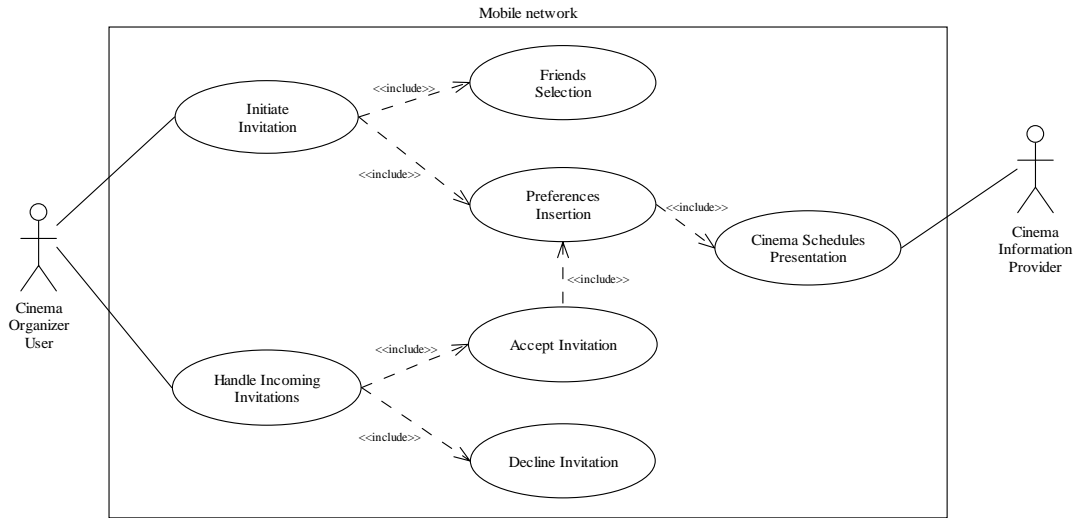 Mobile network
Friends
Selection
<<include>>
Initiate
Invitation
<<include>>
Preferences
Insertion
<<include>>
Cinema Schedules
Presentation
Cinema
Information
Provider
Cinema
Organizer
User
<<include>>
<<include>>
Accept Invitation
Handle Incoming
Invitations
<<include>>
Decline Invitation